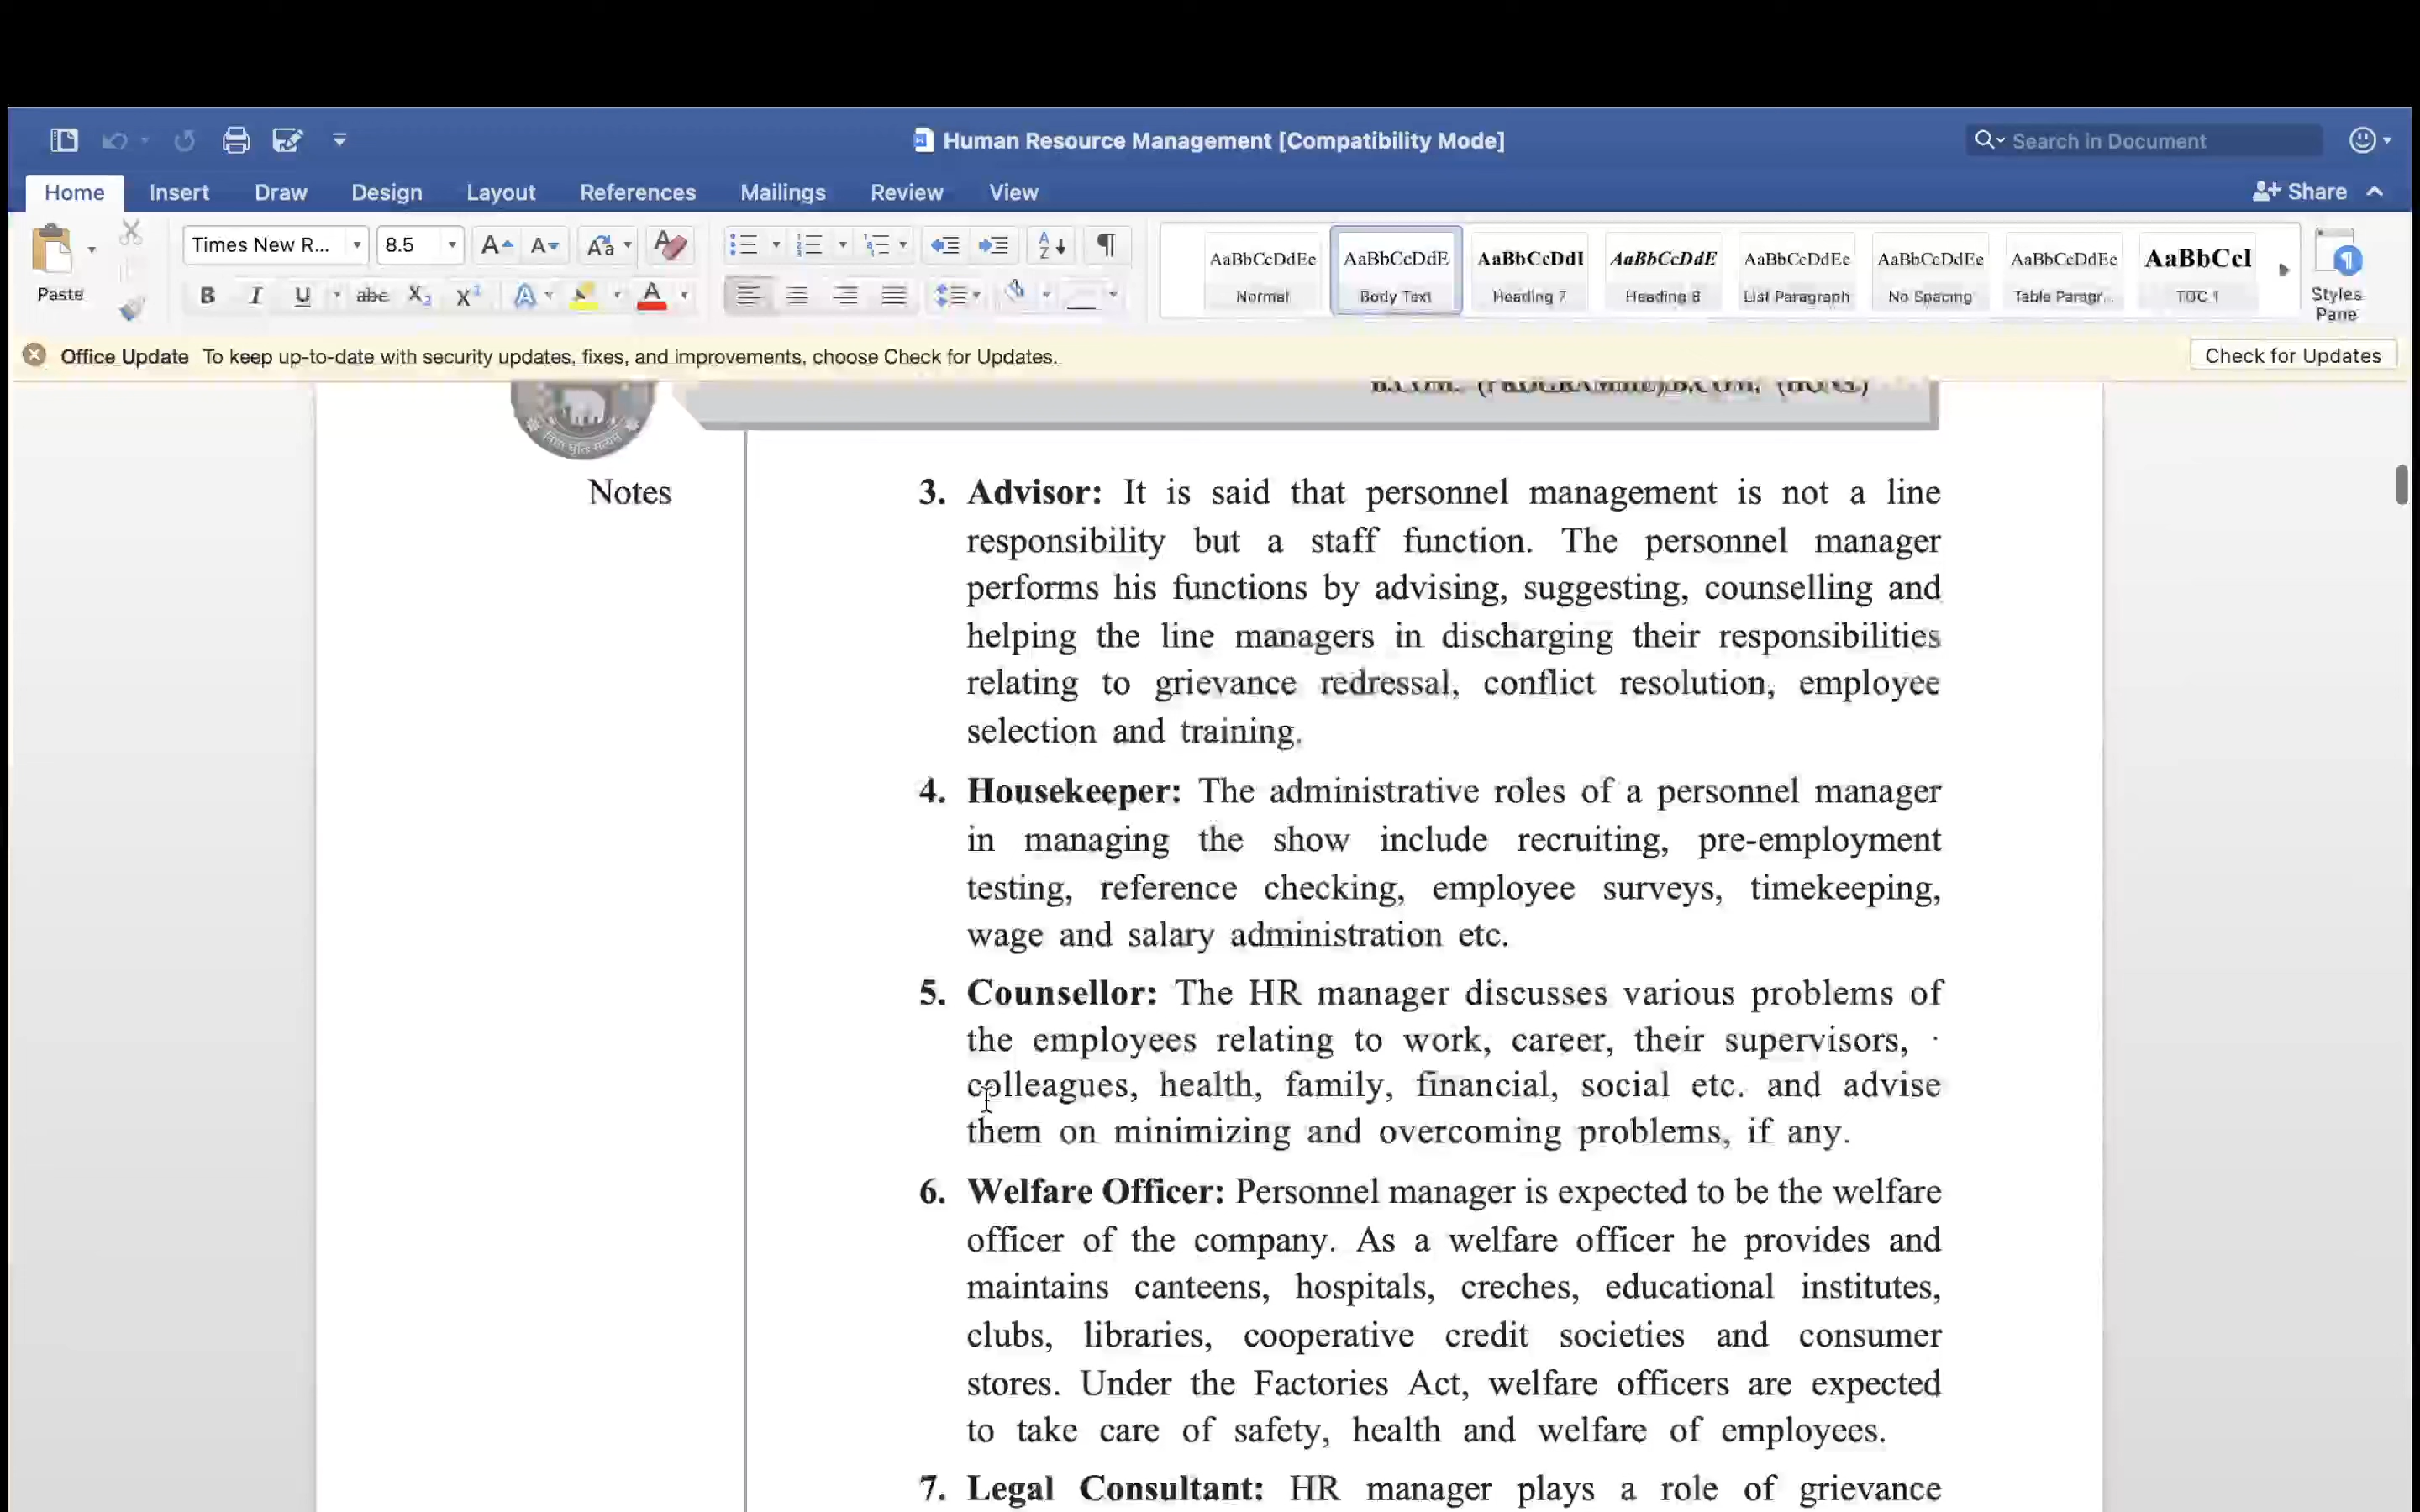 Human Resource Management [Compatibility Mode]
Search in Document
Home Insert Draw Design Layout References Mailings Review View
Share
Paste
Times New R...
8.5
AaBbCcDdEe AaBbCcDdE AaBbCcDdI AaBbCcDdE AaBbCcDdEe AaBbCcDdEe AaBbCcDdEe AaBbCcI
Normal Body Text Heading 7 Heading 8 List Paragraph No Spacing Table Paragr... TOC 1
Styles
Pane
Office Update To keep up-to-date with security updates, fixes, and improvements, choose Check for Updates.
Check for Updates
B.COM. (PROGRAMME)/B.COM. (HONS.)
Notes
3. Advisor: It is said that personnel management is not a line
responsibility but a staff function. The personnel manager
performs his functions by advising, suggesting, counselling and
helping the line managers in discharging their responsibilities
relating to grievance redressal, conflict resolution, employee
selection and training.
4. Housekeeper: The administrative roles of a personnel manager
in managing the show include recruiting, pre-employment
testing, reference checking, employee surveys, timekeeping,
wage and salary administration etc.
5. Counsellor: The HR manager discusses various problems of
the employees relating to work, career, their supervisors,
colleagues, health, family, financial, social etc. and advise
them on minimizing and overcoming problems, if any.
6. Welfare Officer: Personnel manager is expected to be the welfare
officer of the company. As a welfare officer he provides and
maintains canteens, hospitals, creches, educational institutes,
clubs, libraries, cooperative credit societies and consumer
stores. Under the Factories Act, welfare officers are expected
to take care of safety, health and welfare of employees.
7. Legal Consultant: HR manager plays a role of grievance